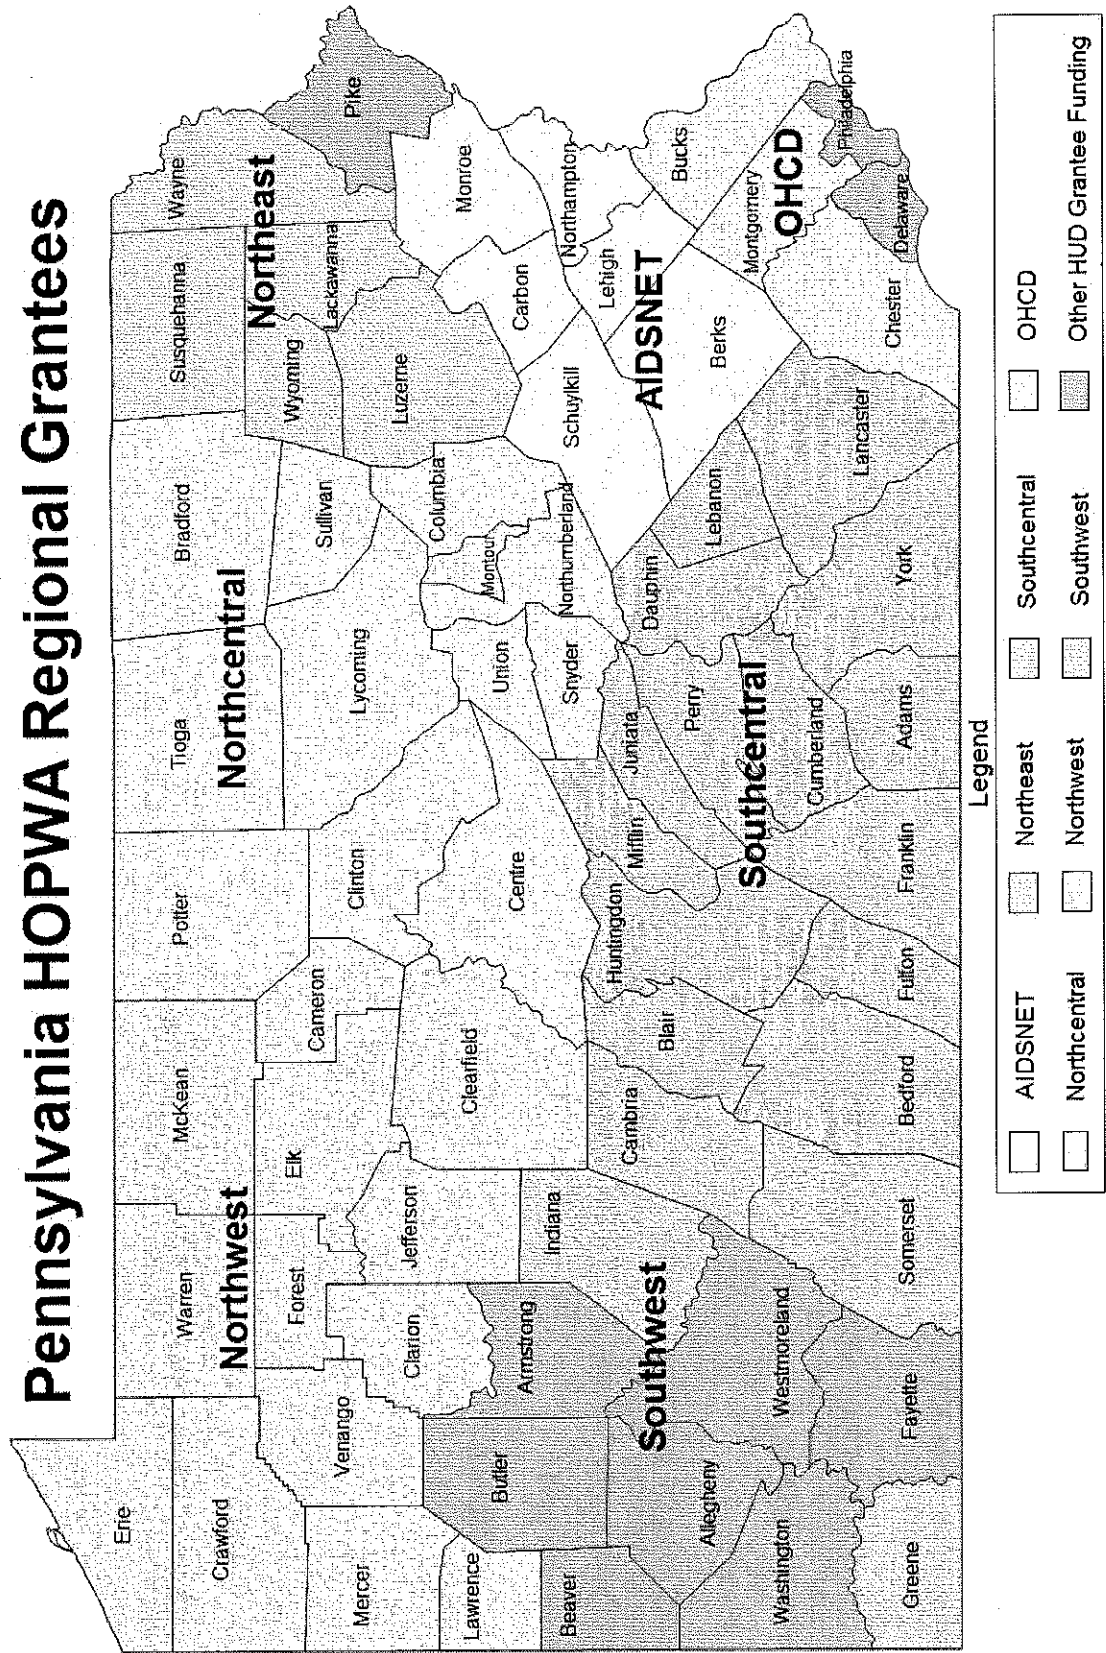 Pennsylvania HOPWA Regional Grantees
Erie
Warren
McKean
Potter
Tioga
Bradford
Susquehanna
Wayne
Crawford
Northwest
Northcentral
Northeast
Forest
Elk
Cameron
Wyoming
Lackawanna
Pike
Venango
Clinton
Lycoming
Sullivan
Mercer
Clarion
Jefferson
Clearfield
Columbia
Luzerne
Monroe
Lawrence
Butler
Armstrong
Indiana
Centre
Union
Montour
Snyder
Northumberland
Schuylkill
Carbon
Northampton
Beaver
Southwest
Cambria
Blair
Huntingdon
Mifflin
Juniata
Dauphin
AIDSNET
Lehigh
Bucks
Allegheny
Perry
Lebanon
Berks
Montgomery
Southcentral
OHCD
Washington
Westmoreland
Cumberland
Lancaster
Philadelphia
Greene
Fayette
Somerset
Bedford
Fulton
Franklin
Adams
York
Chester
Delaware
Legend
AIDSNET Northeast Southcentral OHCD
Northcentral Northwest Southwest Other HUD Grantee Funding